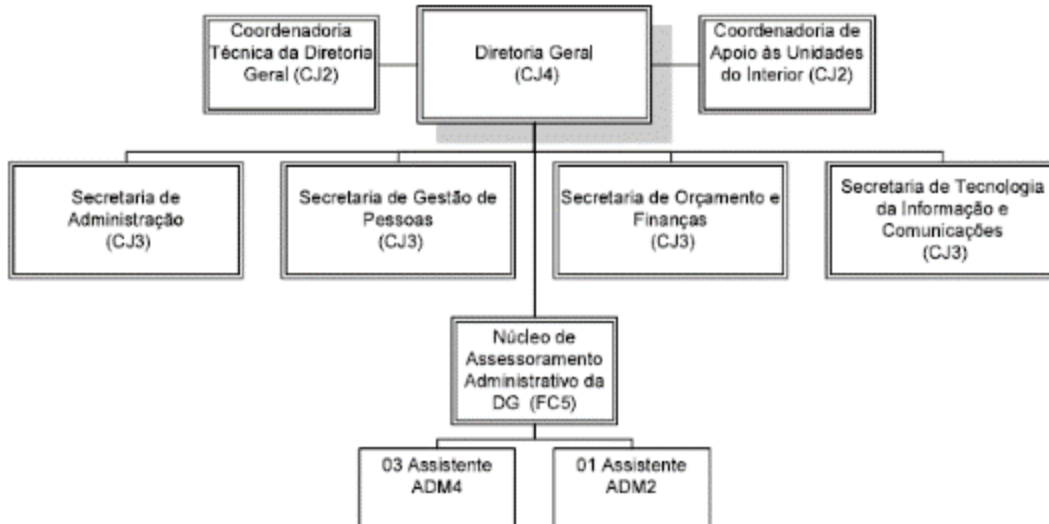 Coordenadoria
Técnica da Diretoria
Geral (CJ2)
Diretoria Geral
(CJ4)
Coordenadoria de
Apoio às Unidades
do Interior (CJ2)
Secretaria de
Administração
(CJ3)
Secretaria de Gestão de
Pessoas
(CJ3)
Secretaria de Orçamento e
Finanças
(CJ3)
Secretaria de Tecnologia
da Informação e
Comunicações
(CJ3)
Núcleo de
Assessoramento
Administrativo da
DG (FC5)
03 Assistente
ADM4
01 Assistente
ADM2